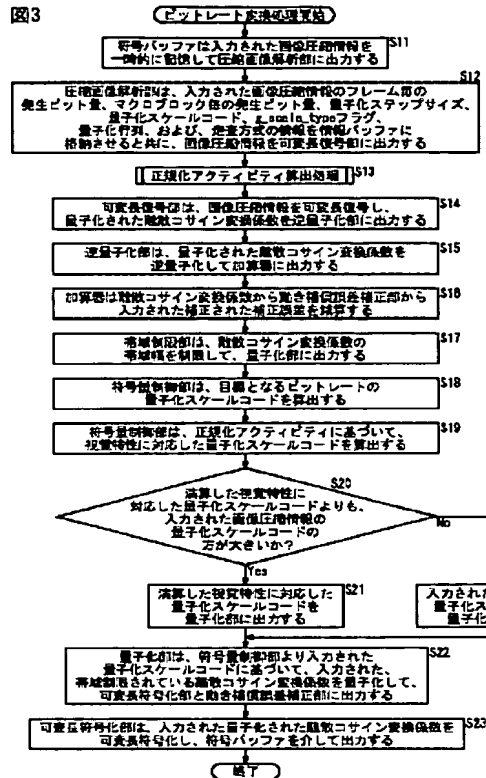 図3
ビットレート変換処理開始
符号バッファは入力された画像圧縮情報を
一時的に記憶して圧縮画像解析部に出力する
S11
S12
圧縮画像解析部は、入力された画像圧縮情報のフレーム部の
発生ビット量、マクロブロック部の発生ビット量、量子化ステップサイズ、
量子化スケールコード、q_scale_typeフラグ、
量子化行列、および、走査方式の情報を情報バッファに
格納させると共に、画像圧縮情報を可変長復号部に出力する
正規化アクティビティ算出処理
S13
可変長復号部は、画像圧縮情報を可変長復号し、
量子化された離散コサイン変換係数を逆量子化部に出力する
S14
逆量子化部は、量子化された離散コサイン変換係数を
逆量子化して加算器に出力する
S15
加算器は離散コサイン変換係数から動き補償誤差補正部から
入力された補正された補正誤差を減算する
S16
帯域制限部は、離散コサイン変換係数の
帯域幅を制限して、量子化部に出力する
S17
符号量制御部は、目標となるビットレートの
量子化スケールコードを算出する
S18
符号量制御部は、正規化アクティビティに基づいて、
視覚特性に対応した量子化スケールコードを算出する
S19
S20
演算した視覚特性に
対応した量子化スケールコードよりも、
入力された画像圧縮情報の
量子化スケールコードの
方が大きいか?
No
Yes
演算した視覚特性に対応した
量子化スケールコードを
量子化部に出力する
S21
入力された
量子化ス
量子化
S22
量子化部は、符号量制御部より入力された
量子化スケールコードに基づいて、入力された、
帯域制限されている離散コサイン変換係数を量子化して、
可変長符号化部と動き補償誤差補正部に出力する
可変長符号化部は、入力された量子化された離散コサイン変換係数を
可変長符号化し、符号バッファを介して出力する
S23
終了